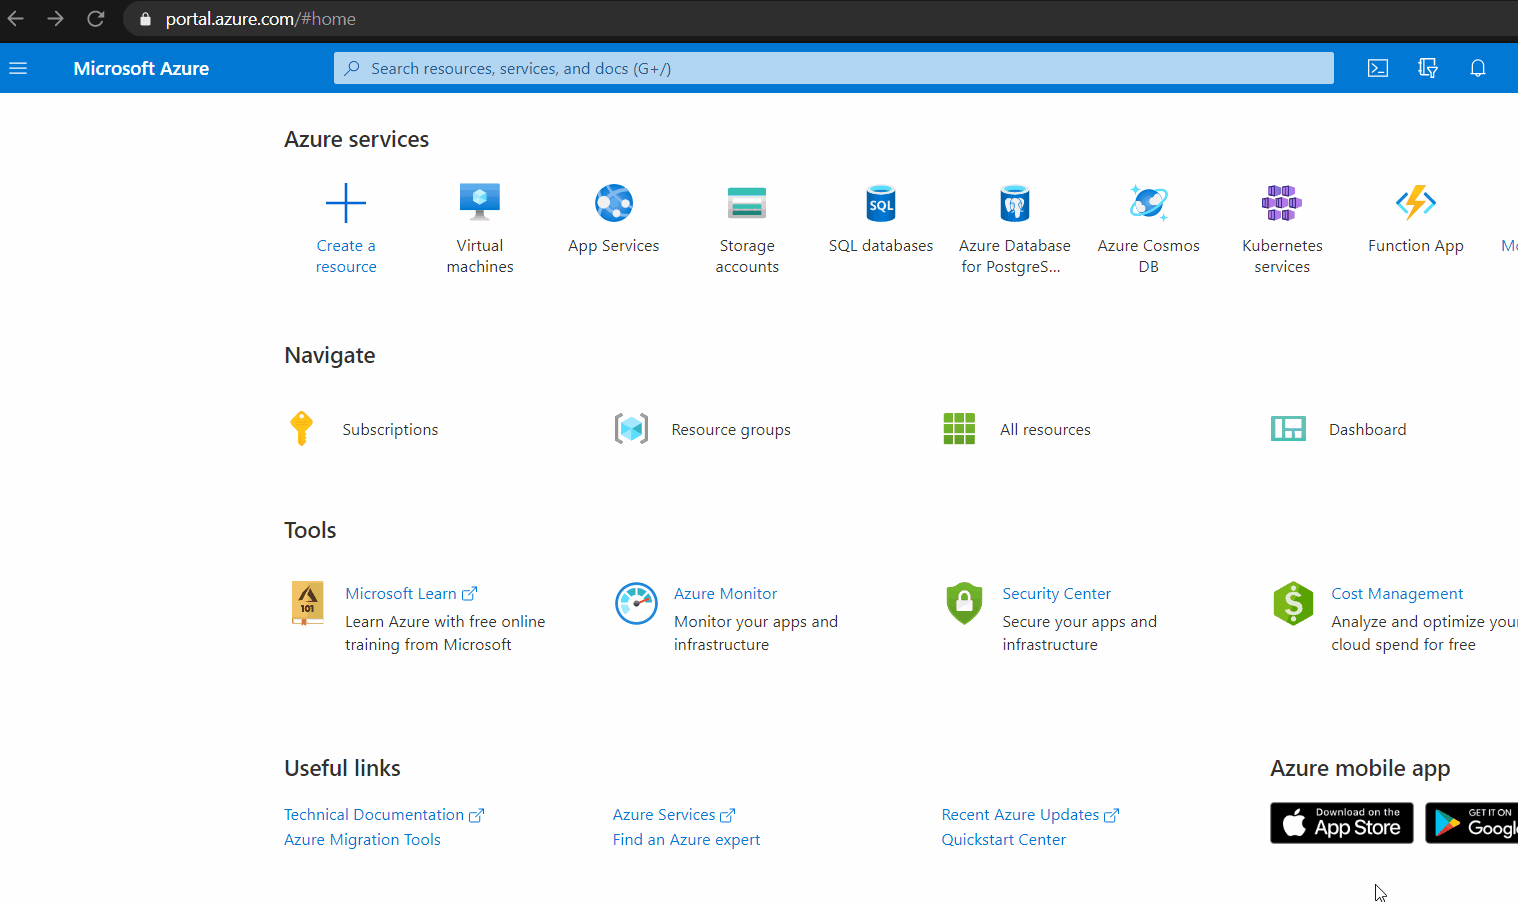 portal.azure.com/#home
Microsoft Azure
Search resources, services, and docs (G+/)
Azure services
Create a
resource
Virtual
machines
App Services
Storage
accounts
SQL
SQL databases
Azure Database
for PostgreS...
Azure Cosmos
DB
Kubernetes
services
Function App
Mo
Navigate
Subscriptions
Resource groups
All resources
Dashboard
Tools
101
Microsoft Learn
Learn Azure with free online
training from Microsoft
Azure Monitor
Monitor your apps and
infrastructure
Security Center
Secure your apps and
infrastructure
$
Cost Management
Analyze and optimize your
cloud spend for free
Useful links
Technical Documentation
Azure Migration Tools
Azure Services
Find an Azure expert
Recent Azure Updates
Quickstart Center
Azure mobile app
Download on the
App Store
GET IT ON
Google